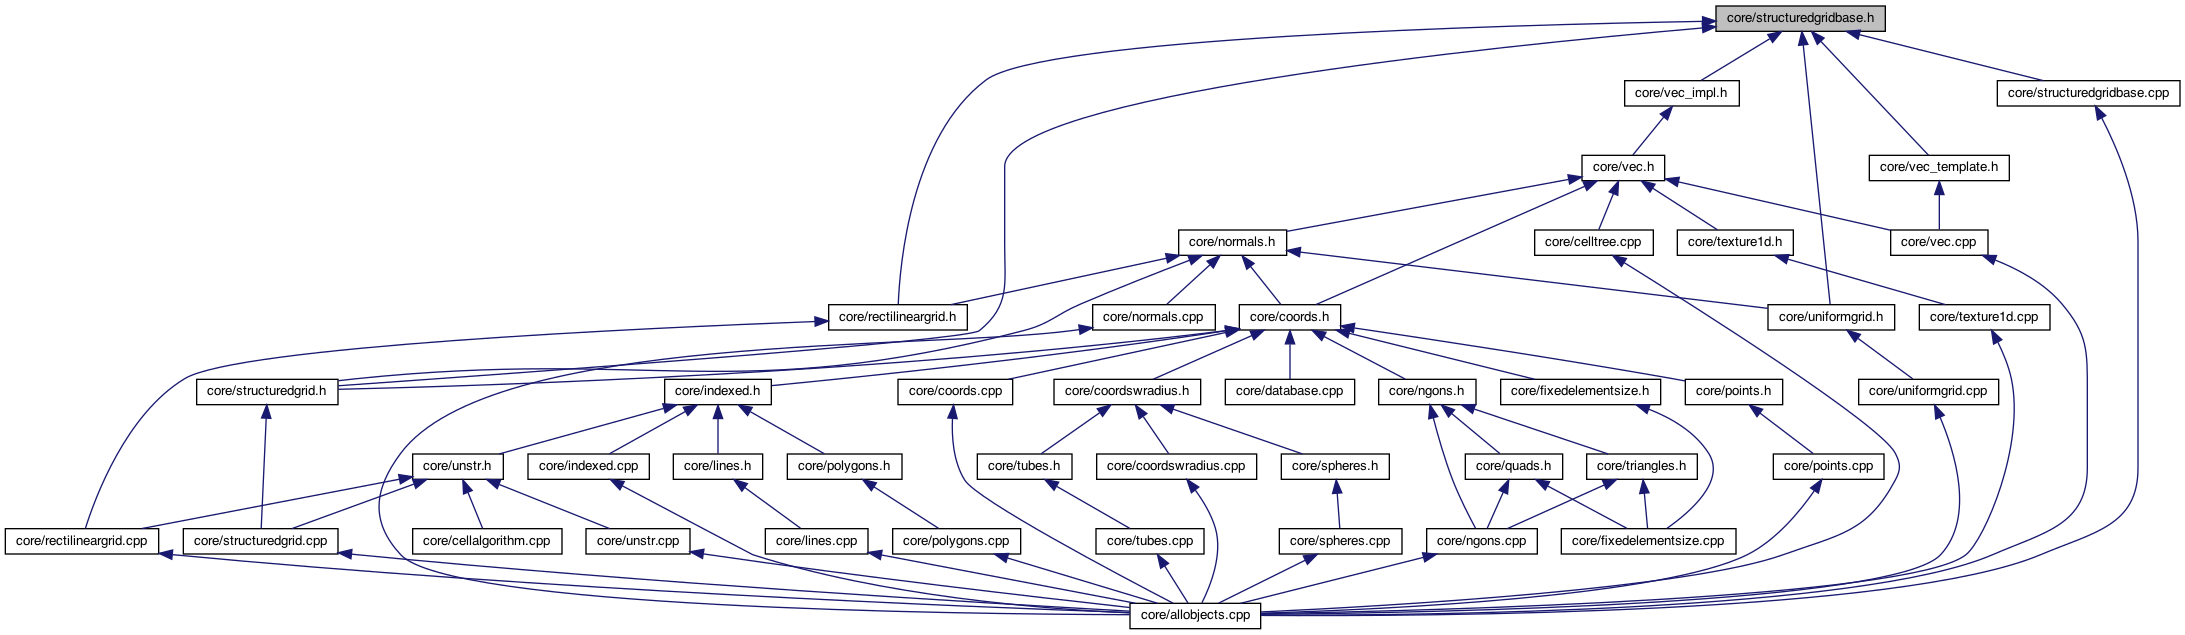 core/structuredgridbase.h
core/vec_impl.h
core/structuredgridbase.cpp
core/vec.h
core/vec_template.h
core/normals.h
core/celltree.cpp
core/texture1d.h
core/vec.cpp
core/rectilineargrid.h
core/normals.cpp
core/coords.h
core/uniformgrid.h
core/texture1d.cpp
core/structuredgrid.h
core/indexed.h
core/coords.cpp
core/coordswradius.h
core/database.cpp
core/ngons.h
core/fixedelementsize.h
core/points.h
core/uniformgrid.cpp
core/unstr.h
core/indexed.cpp
core/lines.h
core/polygons.h
core/tubes.h
core/coordswradius.cpp
core/spheres.h
core/quads.h
core/triangles.h
core/points.cpp
core/rectilineargrid.cpp
core/structuredgrid.cpp
core/cellalgorithm.cpp
core/unstr.cpp
core/lines.cpp
core/polygons.cpp
core/tubes.cpp
core/spheres.cpp
core/ngons.cpp
core/fixedelementsize.cpp
core/allobjects.cpp